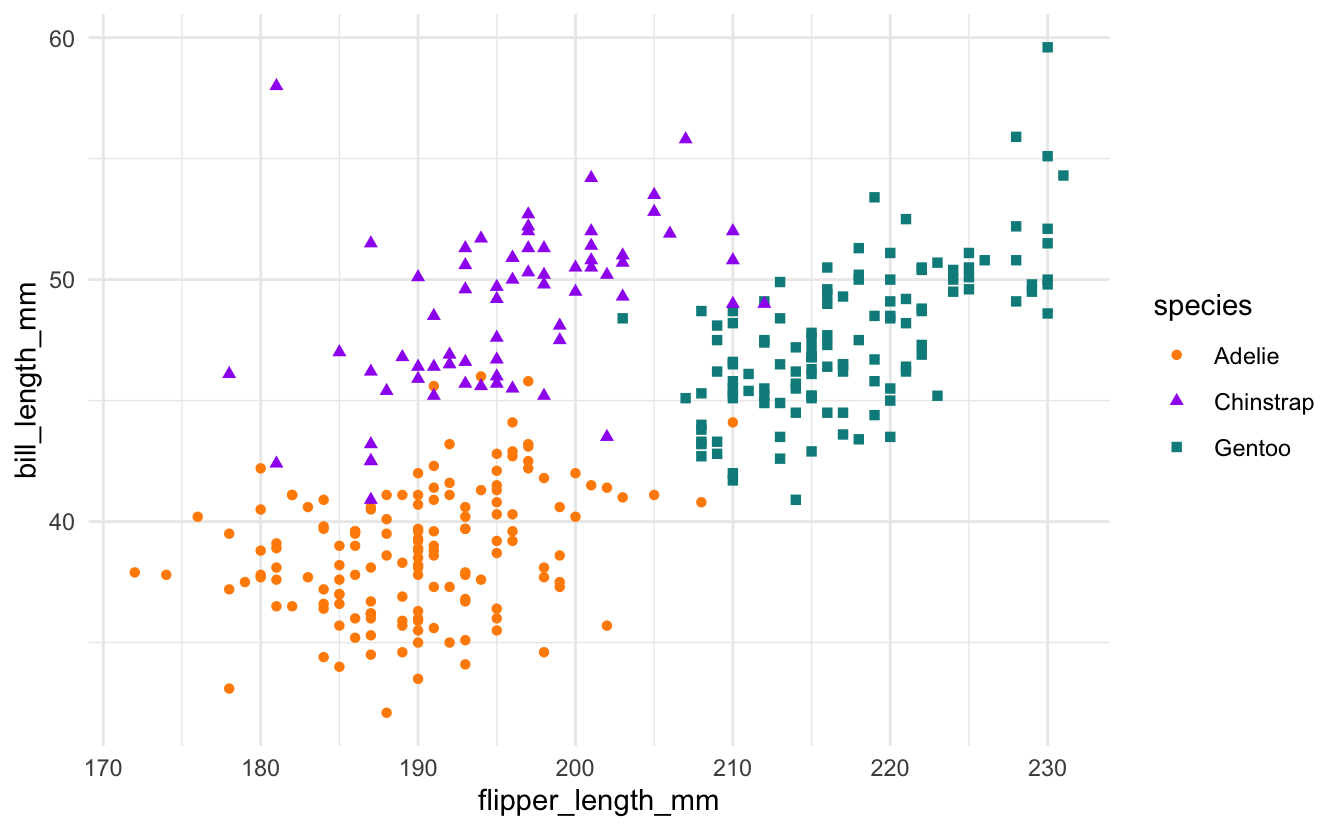 60
50
40
bill_length_mm
170 180 190 200 210 220 230
flipper_length_mm
species
Adelie
Chinstrap
Gentoo